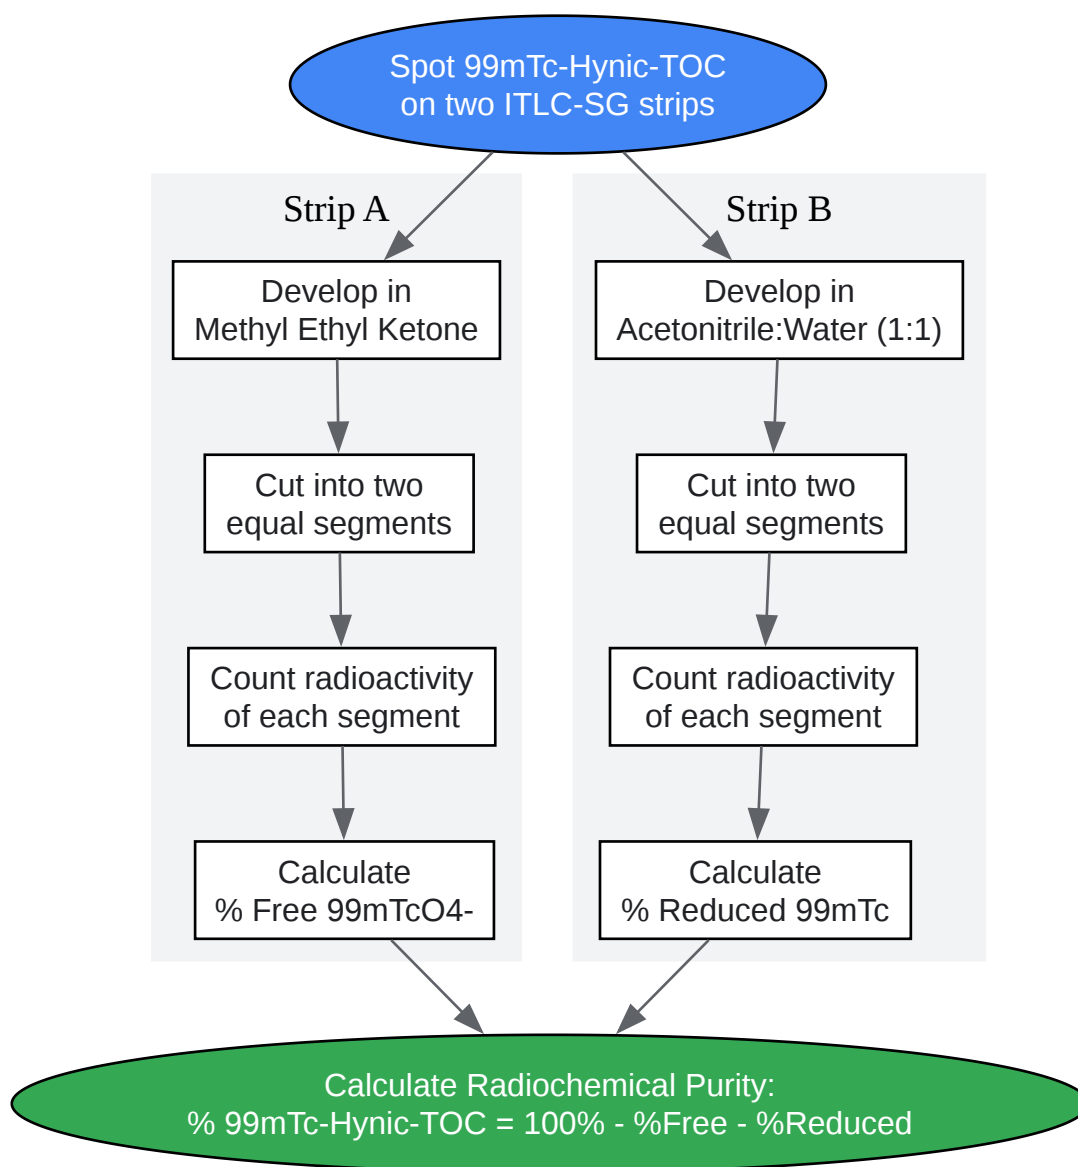 Spot 99mTc-Hynic-TOC
on two ITLC-SG strips
Strip A
Develop in
Methyl Ethyl Ketone
Cut into two
equal segments
Count radioactivity
of each segment
Calculate
% Free 99mTcO4-
Strip B
Develop in
Acetonitrile:Water (1:1)
Cut into two
equal segments
Count radioactivity
of each segment
Calculate
% Reduced 99mTc
Calculate Radiochemical Purity:
% 99mTc-Hynic-TOC = 100% - %Free - %Reduced